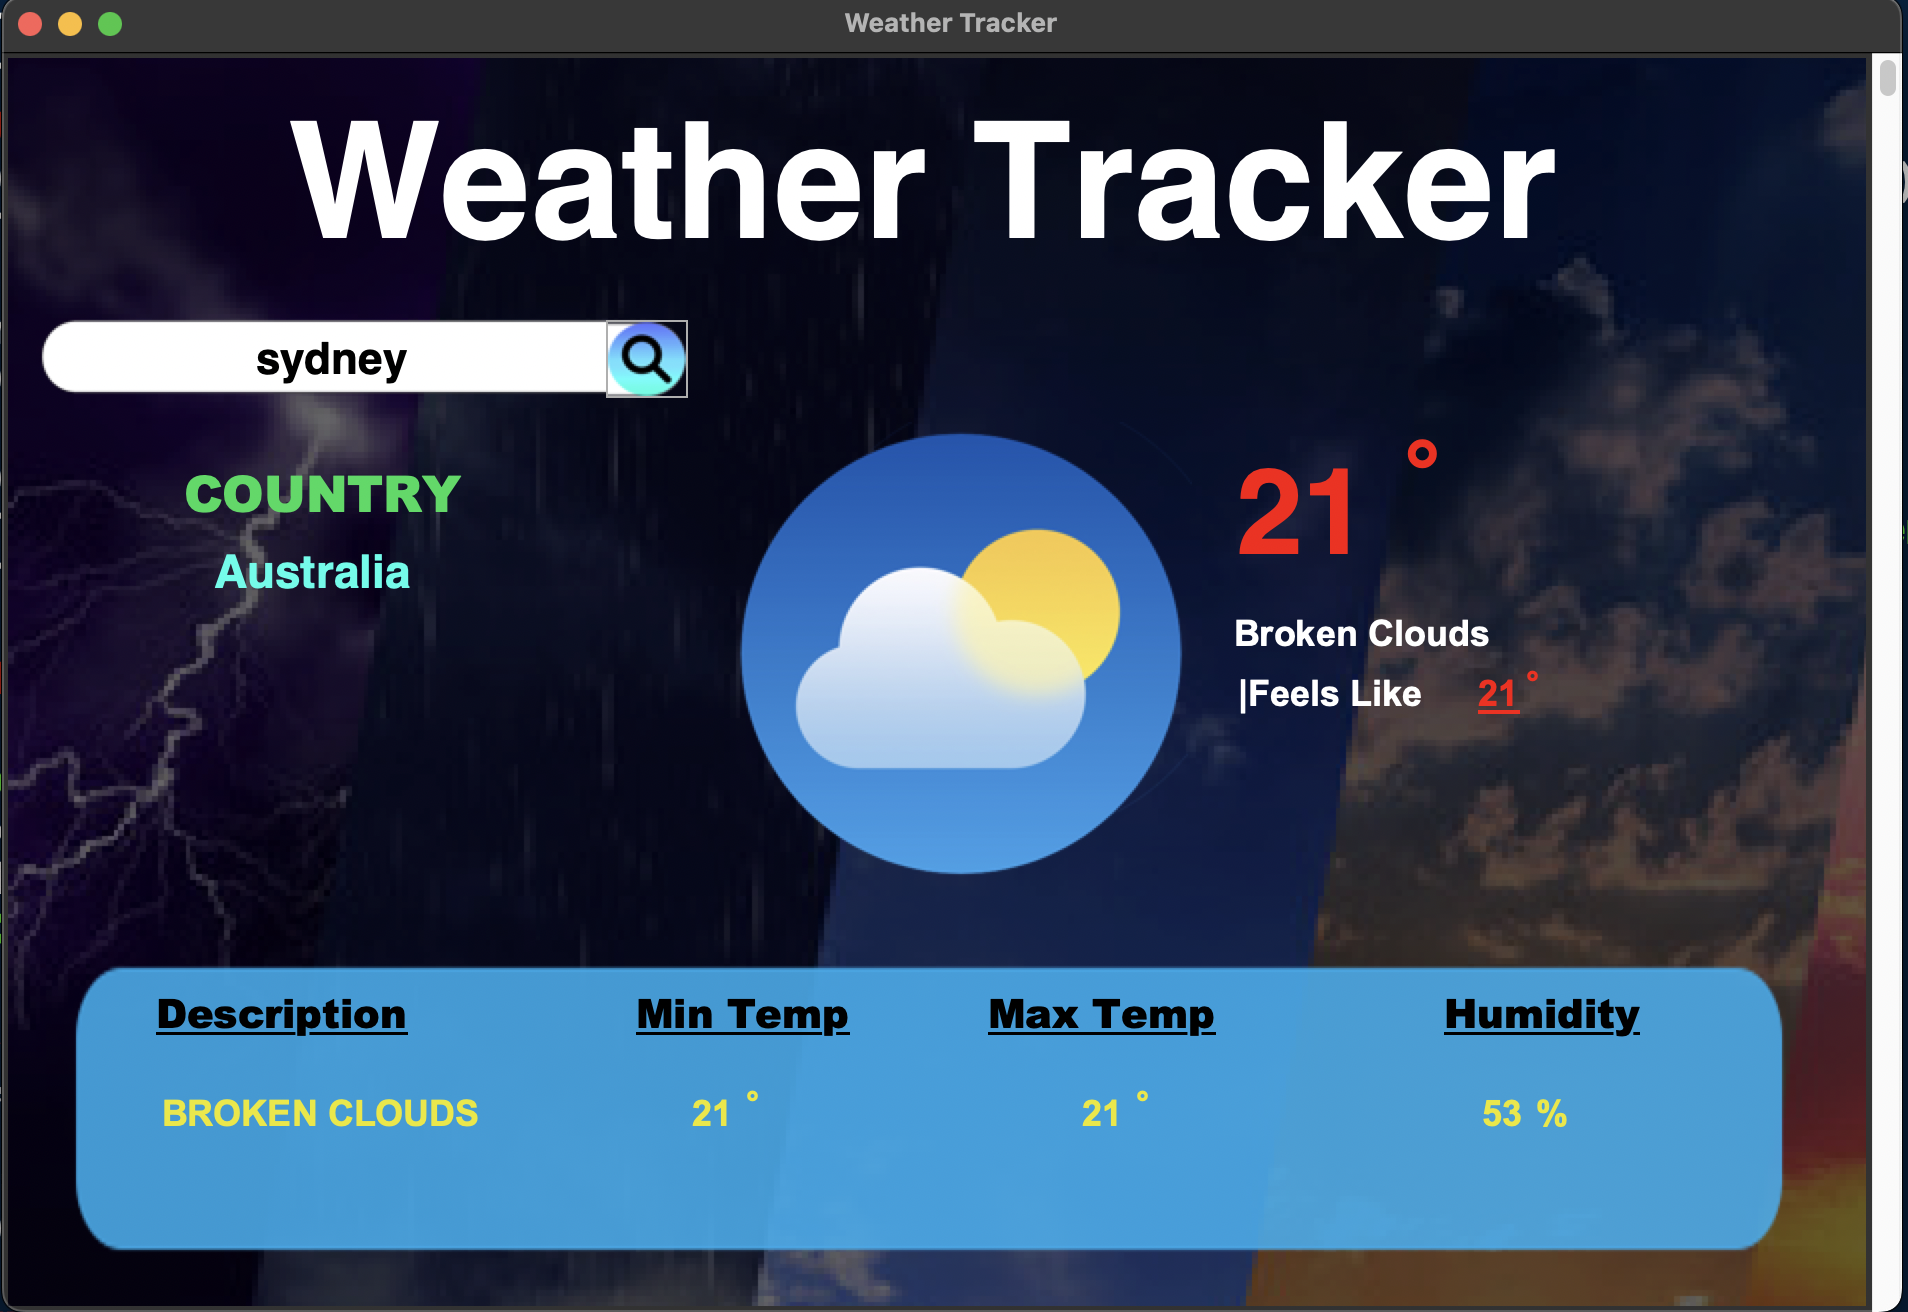 Weather Tracker
Weather Tracker
sydney
COUNTRY
Australia
21 °
Broken Clouds
|Feels Like 21 °
Description Min Temp Max Temp Humidity
BROKEN CLOUDS 21 ° 21 ° 53 %